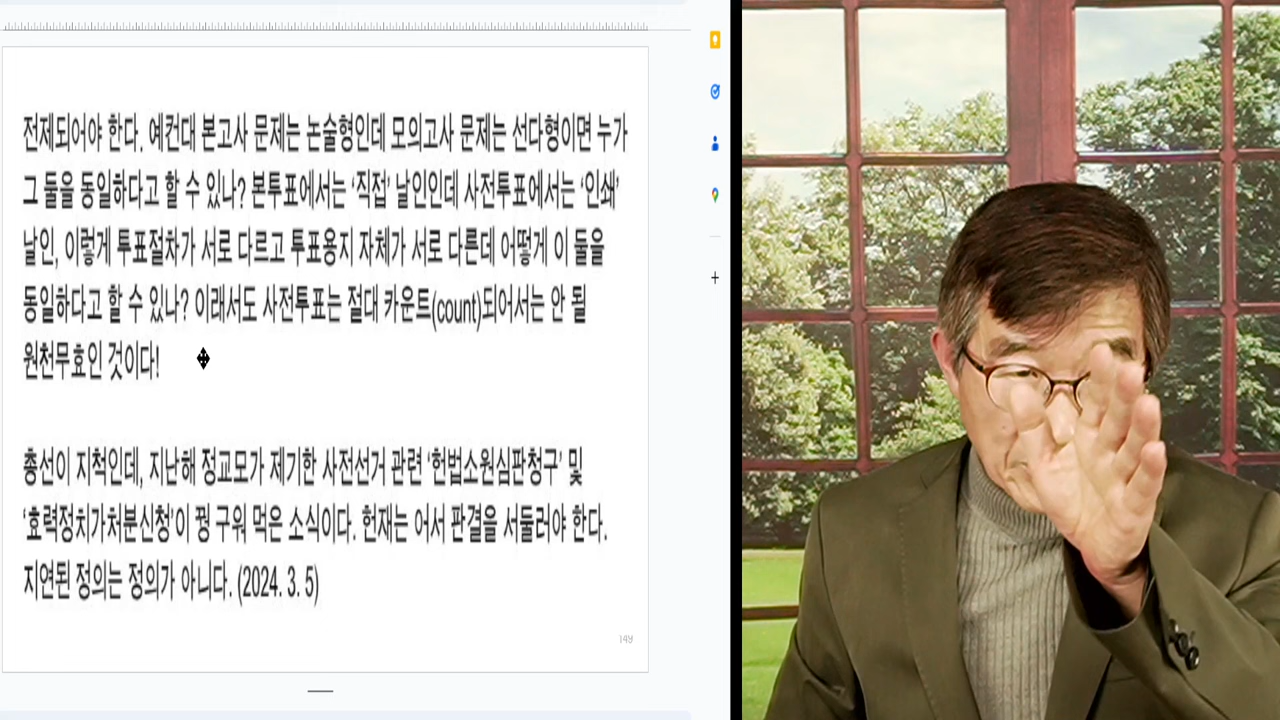 전제되어야 한다. 예컨대 본고사 문제는 논술형인데 모의고사 문제는 선다형이면 누가
그 둘을 동일하다고 할 수 있나? 본투표에서는 ‘직접’ 날인인데 사전투표에서는 ‘인쇄’
날인, 이렇게 투표절차가 서로 다르고 투표용지 자체가 서로 다른데 어떻게 이 둘을
동일하다고 할 수 있나? 이래서도 사전투표는 절대 카운트(count)되어서는 안 될
원천무효인 것이다!
총선이 지척인데, 지난해 정교모가 제기한 사전선거 관련 ‘헌법소원심판청구’ 및
‘효력정치가처분신청’이 꿩 구워 먹은 소식이다. 헌재는 어서 판결을 서둘러야 한다.
지연된 정의는 정의가 아니다. (2024. 3. 5)
149